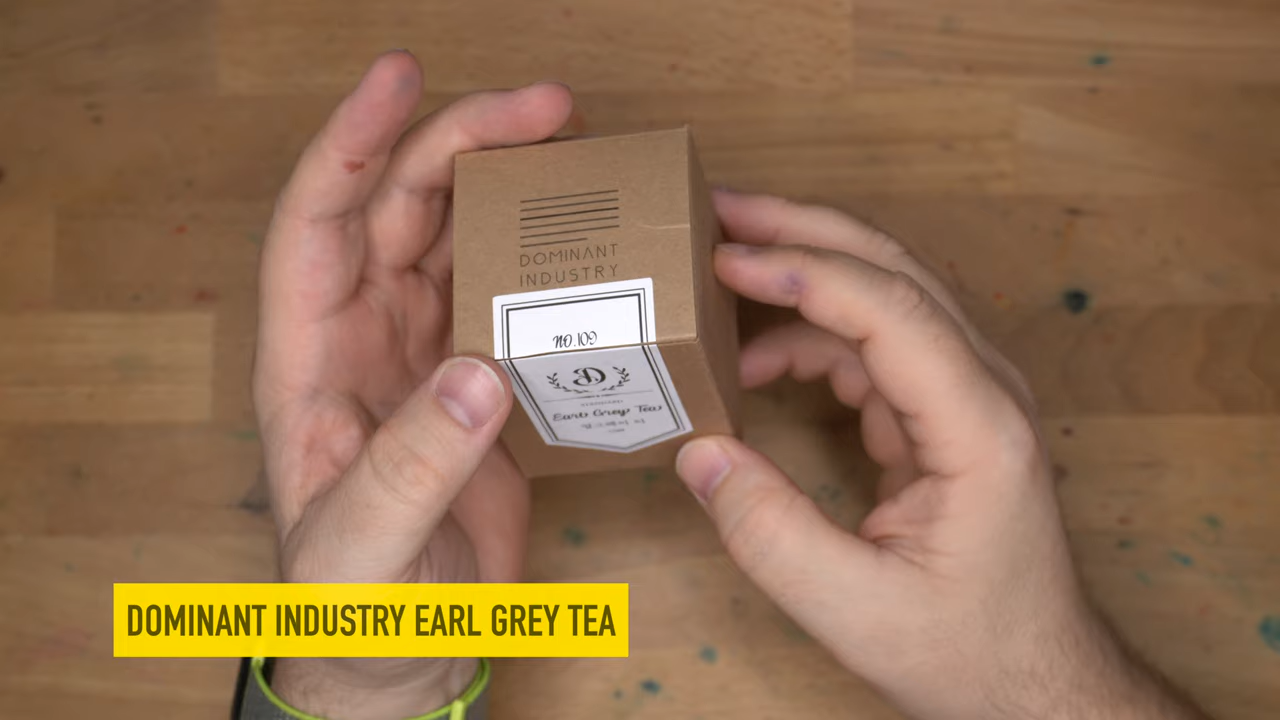 DOMINANT
INDUSTRY
no.109
D
Earl Grey Tea
DOMINANT INDUSTRY EARL GREY TEA